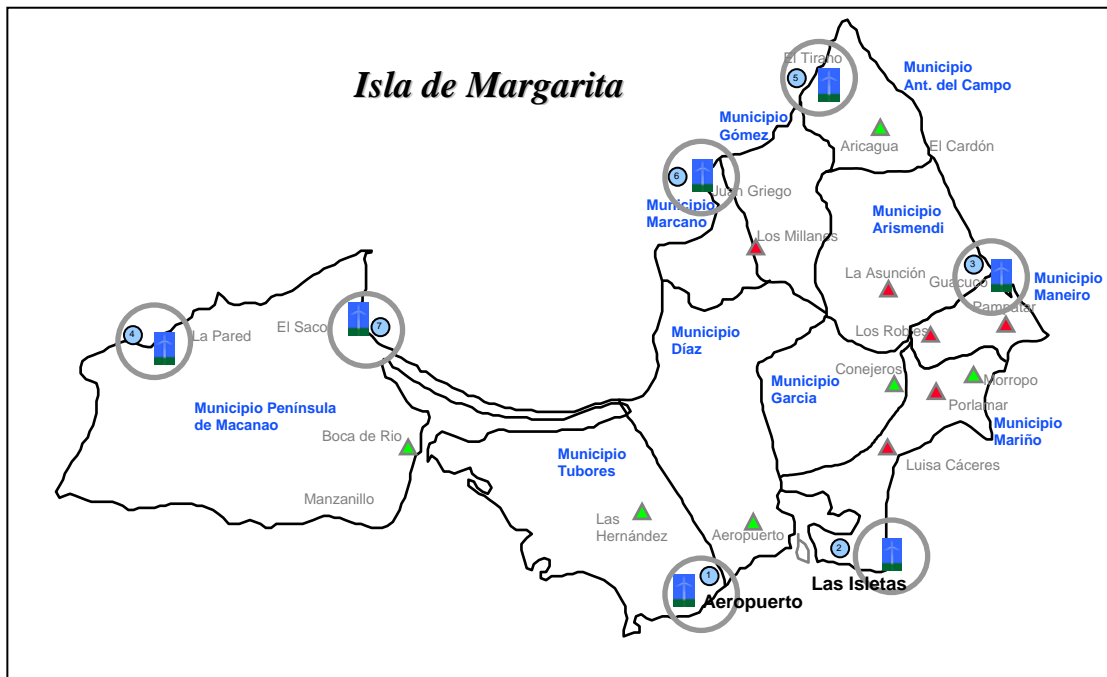 Isla de Margarita
El Tirano
5
Municipio
Ant. del Campo
Municipio
Gómez
Aricagua
El Cardón
6
Juan Griego
Municipio
Marcano
Municipio
Arismendi
Los Millanes
La Asunción
3
Guacuco
Municipio
Maneiro
Pampatar
Los Robles
4
La Pared
El Saco
7
Municipio
Díaz
Municipio
Garcia
Conejeros
Morropo
Porlamar
Municipio
Mariño
Municipio Península
de Macanao
Boca de Rio
Manzanillo
Municipio
Tubores
Luisa Cáceres
Las
Hernández
Aeropuerto
2
Las Isletas
1
Aeropuerto